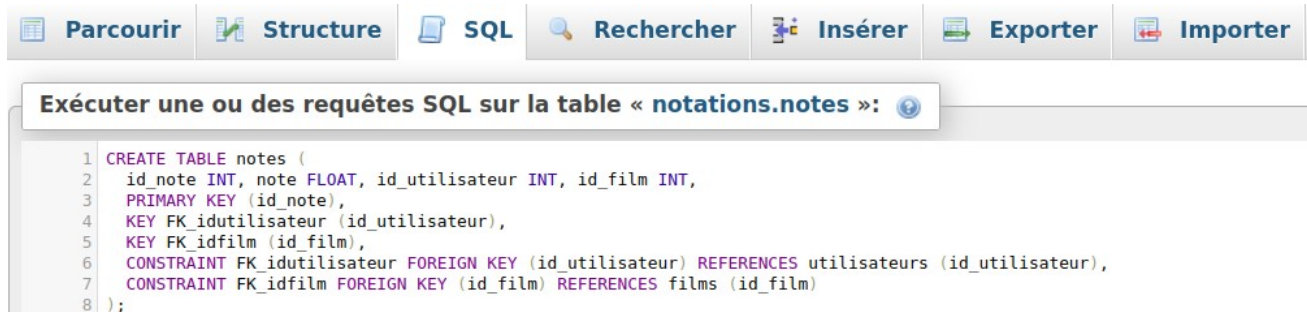 Parcourir Structure SQL Rechercher Insérer Exporter Importer
Exécuter une ou des requêtes SQL sur la table « notations.notes »:
1 CREATE TABLE notes (
2 id_note INT, note FLOAT, id_utilisateur INT, id_film INT,
3 PRIMARY KEY (id_note),
4 KEY FK_idutilisateur (id_utilisateur),
5 KEY FK_idfilm (id_film),
6 CONSTRAINT FK_idutilisateur FOREIGN KEY (id_utilisateur) REFERENCES utilisateurs (id_utilisateur),
7 CONSTRAINT FK_idfilm FOREIGN KEY (id_film) REFERENCES films (id_film)
8 );